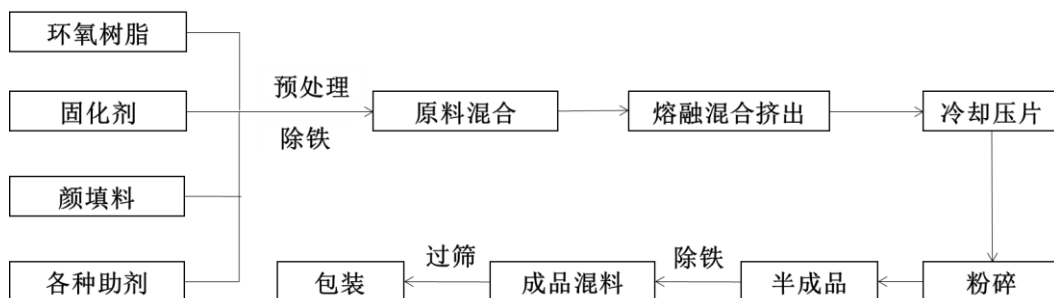 环氧树脂
固化剂
颜填料
各种助剂
预处理
除铁
原料混合
熔融混合挤出
冷却压片
粉碎
半成品
除铁
成品混料
过筛
包装